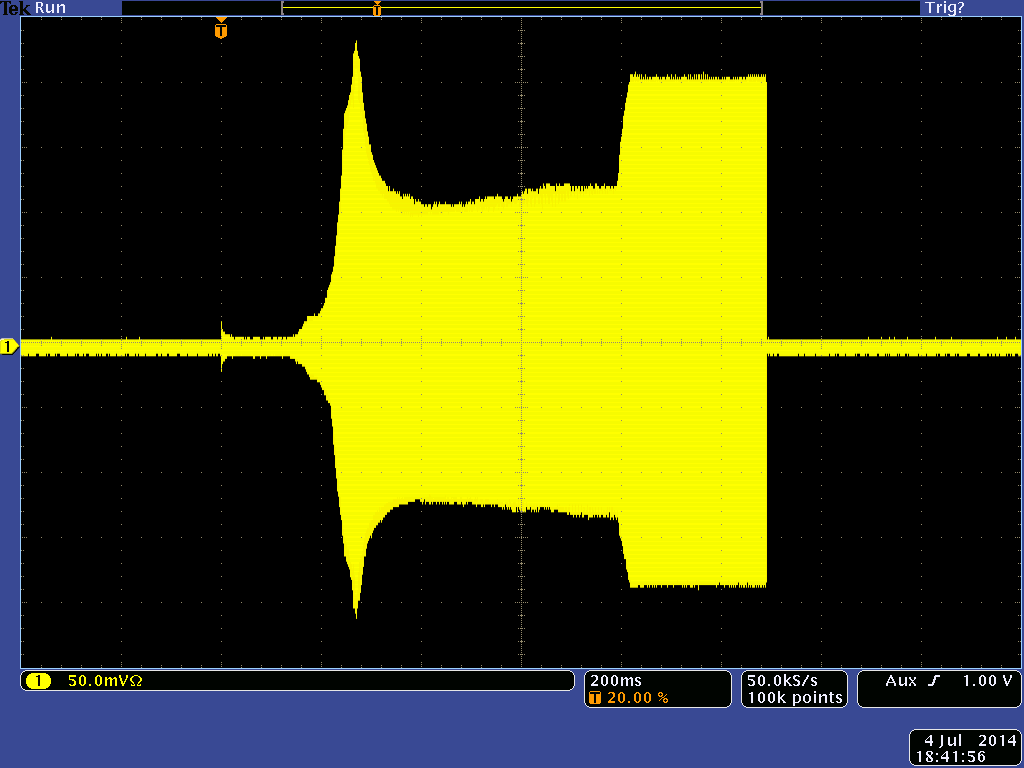 Tek Run Trig?
T
T
1
1 50.0mVΩ
200ms
T 20.00 %
50.0kS/s
100k points
Aux 1.00 V
4 Jul 2014
18:41:56